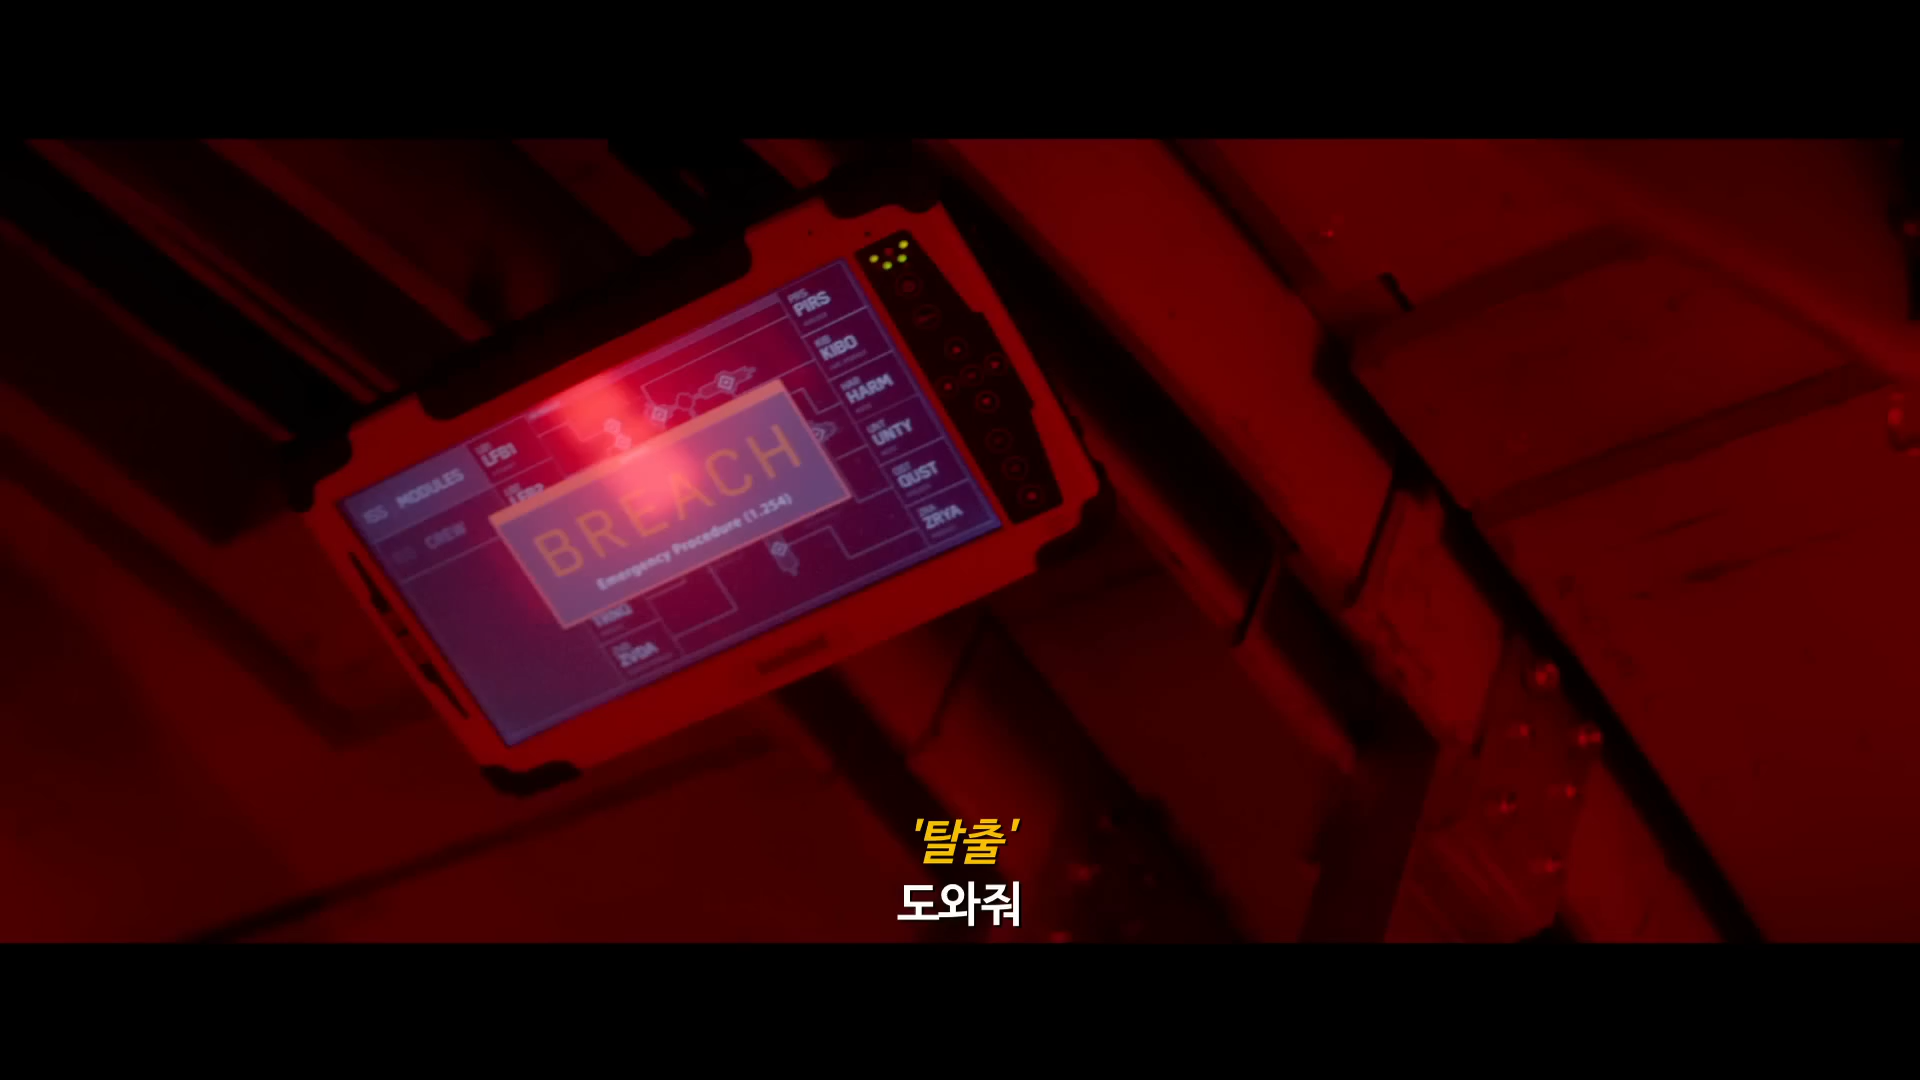 ISS MODULES
CREW
LFB1
LFB2
BREACH
Emergency Procedure (1.254)
ZVDA
PIRS
KIBO
HARM
UNTY
QUST
ZRYA
'탈출'
도와줘